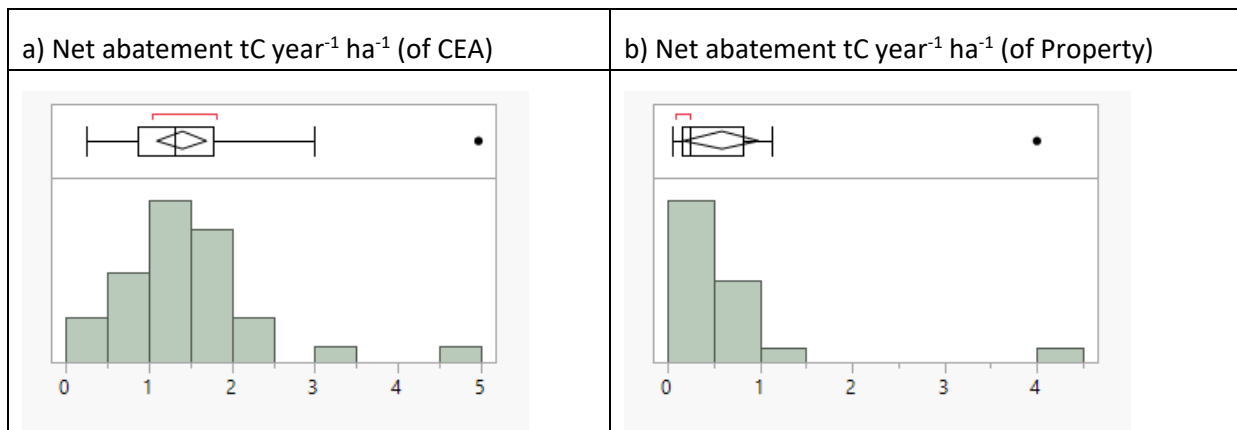 a) Net abatement tC year⁻¹ ha⁻¹ (of CEA)
b) Net abatement tC year⁻¹ ha⁻¹ (of Property)
0 1 2 3 4 5
0 1 2 3 4